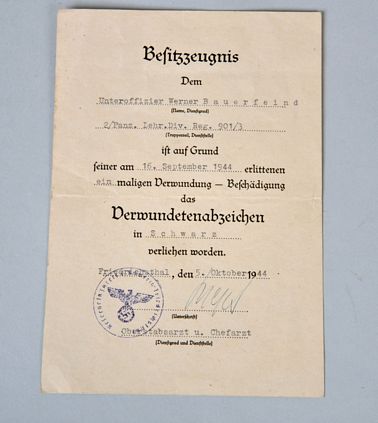 Besitzzeugnis
Dem
Unteroffizier Werner Bauerfeind
(Name, Dienstgrad)
2/Panz. Lehr.Div. Reg. 901/3
(Truppenteil, Dienststelle)
ist auf Grund
seiner am 16. September 1944 erlittenen
ein maligen Verwundung – Beschädigung
das
Verwundetenabzeichen
in Schwarz
verliehen worden.
, den 5. Oktober 1944
(Unterschrift)
Oberstabsarzt u. Chefarzt
(Dienstgrad und Dienststelle)